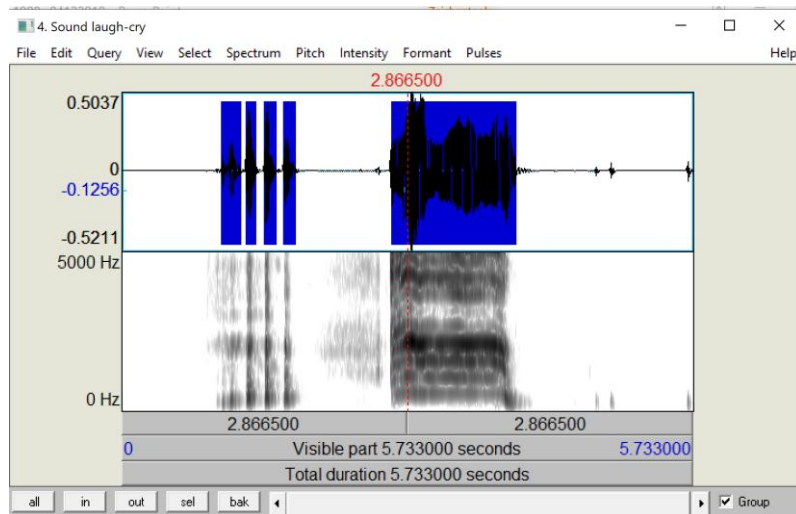 4. Sound laugh-cry
File Edit Query View Select Spectrum Pitch Intensity Formant Pulses Help
2.866500
0.5037
0
-0.1256
-0.5211
5000 Hz
0 Hz
2.866500 2.866500
0 Visible part 5.733000 seconds 5.733000
Total duration 5.733000 seconds
all in out sel bak Group